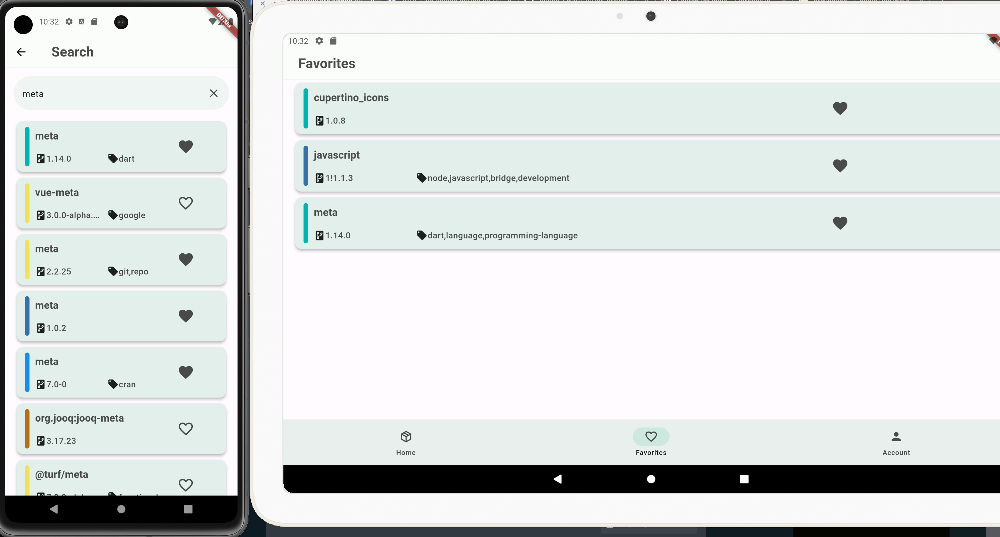 10:32
DEBUG
Search
meta
meta
1.14.0 dart
vue-meta
3.0.0-alpha.... google
meta
2.2.25 git,repo
meta
1.0.2
meta
7.0-0 cran
org.jooq:jooq-meta
3.17.23
@turf/meta
10:32
Favorites
cupertino_icons
1.0.8
javascript
1!1.1.3 node,javascript,bridge,development
meta
1.14.0 dart,language,programming-language
Home
Favorites
Account